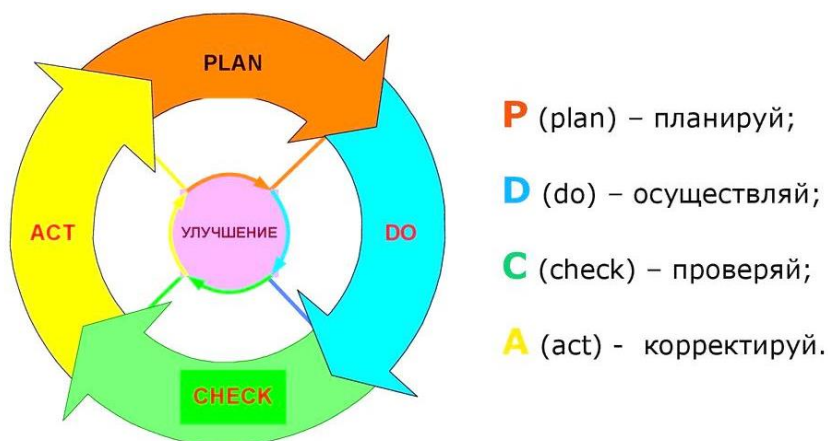 PLAN
ACT
УЛУЧШЕНИЕ
DO
CHECK
P (plan) – планируй;
D (do) – осуществляй;
C (check) – проверяй;
A (act) - корректируй.